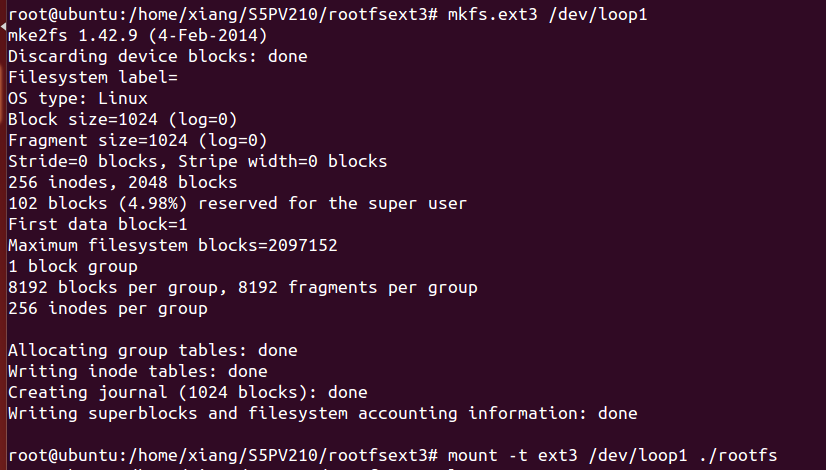 root@ubuntu:/home/xiang/S5PV210/rootfsext3# mkfs.ext3 /dev/loop1
mke2fs 1.42.9 (4-Feb-2014)
Discarding device blocks: done
Filesystem label=
OS type: Linux
Block size=1024 (log=0)
Fragment size=1024 (log=0)
Stride=0 blocks, Stripe width=0 blocks
256 inodes, 2048 blocks
102 blocks (4.98%) reserved for the super user
First data block=1
Maximum filesystem blocks=2097152
1 block group
8192 blocks per group, 8192 fragments per group
256 inodes per group
Allocating group tables: done
Writing inode tables: done
Creating journal (1024 blocks): done
Writing superblocks and filesystem accounting information: done
root@ubuntu:/home/xiang/S5PV210/rootfsext3# mount -t ext3 /dev/loop1 ./rootfs